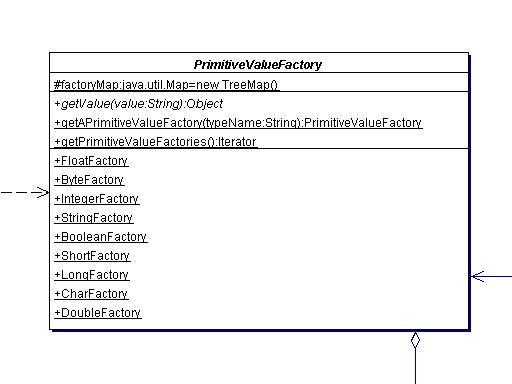 PrimitiveValueFactory
#factoryMap:java.util.Map=new TreeMap()
+getValue(value:String):Object
+getAPrimitiveValueFactory(typeName:String):PrimitiveValueFactory
+getPrimitiveValueFactories():Iterator
+FloatFactory
+ByteFactory
+IntegerFactory
+StringFactory
+BooleanFactory
+ShortFactory
+LongFactory
+CharFactory
+DoubleFactory